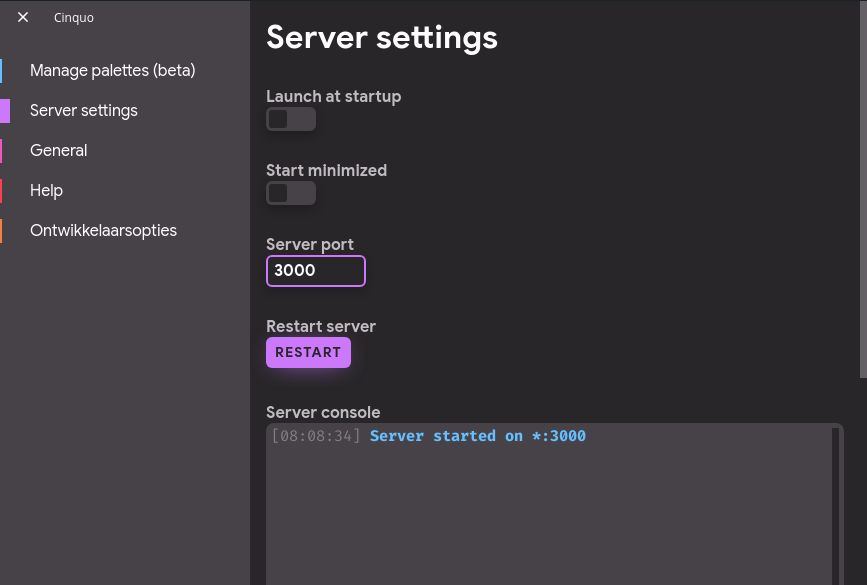 Cinquo
Manage palettes (beta)
Server settings
General
Help
Ontwikkelaarsopties
Server settings
Launch at startup
Start minimized
Server port
3000
Restart server
RESTART
Server console
[08:08:34] Server started on *:3000